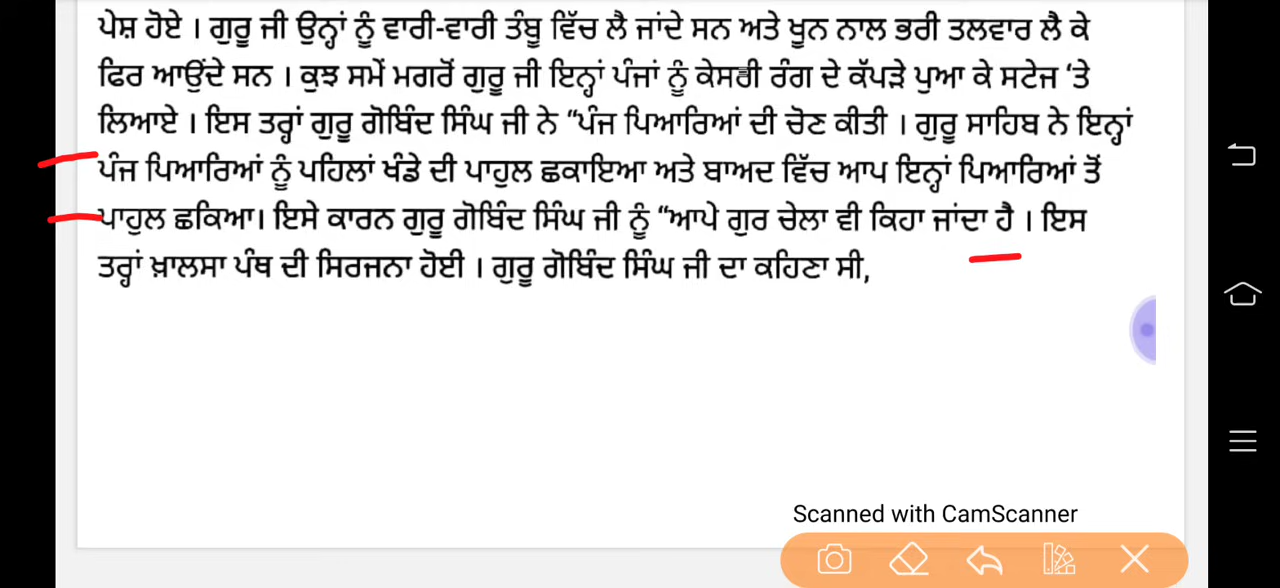 ਪੇਸ਼ ਹੋਏ । ਗੁਰੂ ਜੀ ਉਨ੍ਹਾਂ ਨੂੰ ਵਾਰੀ-ਵਾਰੀ ਤੰਬੂ ਵਿੱਚ ਲੈ ਜਾਂਦੇ ਸਨ ਅਤੇ ਖੂਨ ਨਾਲ ਭਰੀ ਤਲਵਾਰ ਲੈ ਕੇ
ਫਿਰ ਆਉਂਦੇ ਸਨ । ਕੁਝ ਸਮੇਂ ਮਗਰੋਂ ਗੁਰੂ ਜੀ ਇਨ੍ਹਾਂ ਪੰਜਾਂ ਨੂੰ ਕੇਸਰੀ ਰੰਗ ਦੇ ਕੱਪੜੇ ਪੁਆ ਕੇ ਸਟੇਜ ‘ਤੇ
ਲਿਆਏ । ਇਸ ਤਰ੍ਹਾਂ ਗੁਰੂ ਗੋਬਿੰਦ ਸਿੰਘ ਜੀ ਨੇ “ਪੰਜ ਪਿਆਰਿਆਂ ਦੀ ਚੋਣ ਕੀਤੀ । ਗੁਰੂ ਸਾਹਿਬ ਨੇ ਇਨ੍ਹਾਂ
ਪੰਜ ਪਿਆਰਿਆਂ ਨੂੰ ਪਹਿਲਾਂ ਖੰਡੇ ਦੀ ਪਾਹੁਲ ਛਕਾਇਆ ਅਤੇ ਬਾਅਦ ਵਿੱਚ ਆਪ ਇਨ੍ਹਾਂ ਪਿਆਰਿਆਂ ਤੋਂ
ਪਾਹੁਲ ਛਕਿਆ। ਇਸੇ ਕਾਰਨ ਗੁਰੂ ਗੋਬਿੰਦ ਸਿੰਘ ਜੀ ਨੂੰ “ਆਪੇ ਗੁਰ ਚੇਲਾ ਵੀ ਕਿਹਾ ਜਾਂਦਾ ਹੈ । ਇਸ
ਤਰ੍ਹਾਂ ਖ਼ਾਲਸਾ ਪੰਥ ਦੀ ਸਿਰਜਨਾ ਹੋਈ । ਗੁਰੂ ਗੋਬਿੰਦ ਸਿੰਘ ਜੀ ਦਾ ਕਹਿਣਾ ਸੀ,
Scanned with CamScanner